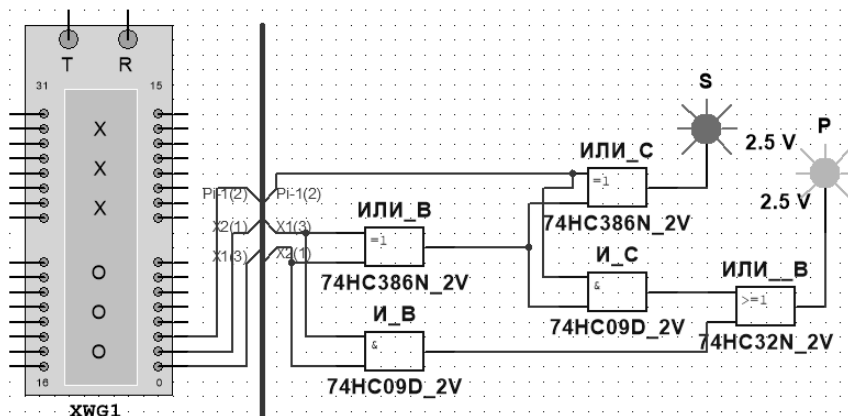 T R
31 15
X
X
X
O
O
O
16 0
XWG1
Pi-1(2) Pi-1(2)
X2(1) X1(3)
X1(3) X2(1)
ИЛИ_В
=1
74HC386N_2V
И_В
&
74HC09D_2V
ИЛИ_С
=1
74HC386N_2V
И_С
&
74HC09D_2V
ИЛИ__В
>=1
74HC32N_2V
S
2.5 V
P
2.5 V